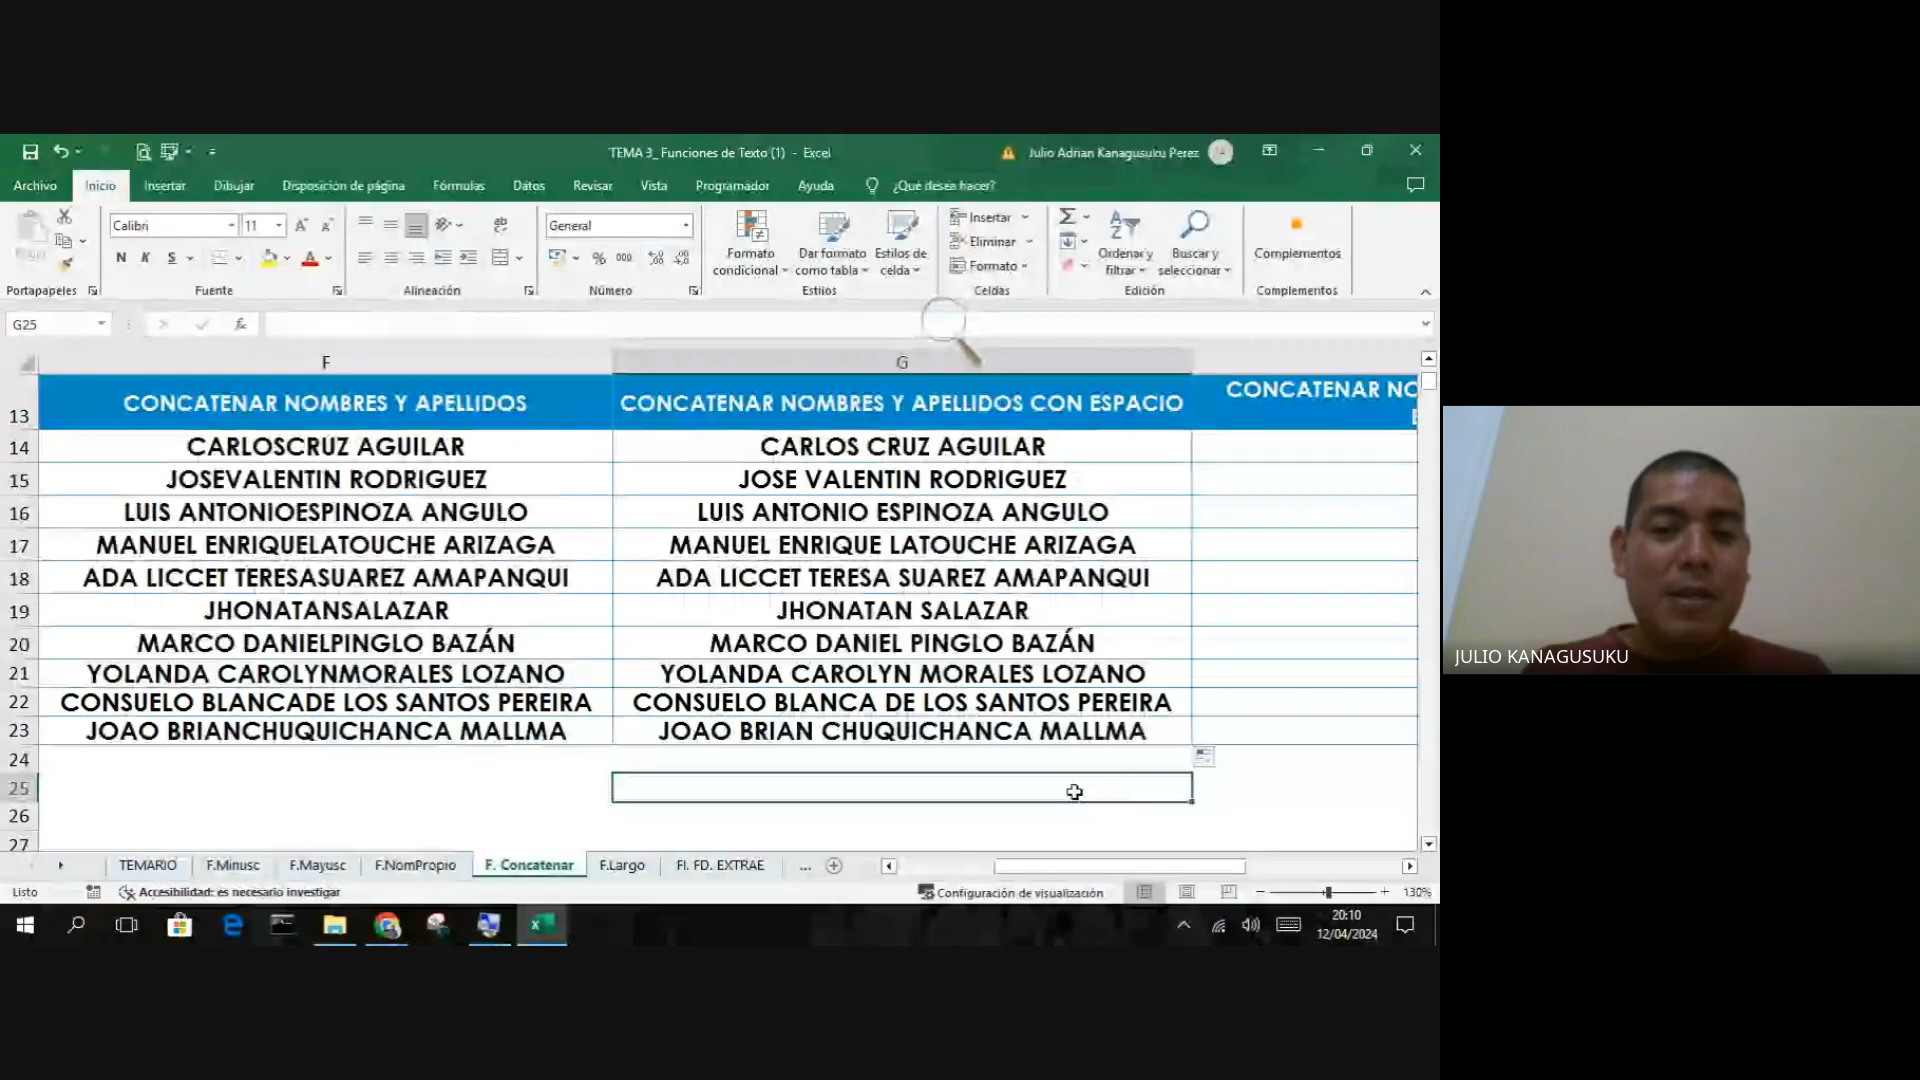 TEMA 3_ Funciones de Texto (1) - Excel
Julio Adrian Kanagusuku Perez
Archivo Inicio Insertar Dibujar Disposición de página Fórmulas Datos Revisar Vista Programador Ayuda ¿Qué desea hacer?
Calibri 11
General
N K S
% 000
Formato condicional
Dar formato como tabla
Estilos de celda
Insertar
Eliminar
Formato
Ordenar y filtrar
Buscar y seleccionar
Complementos
Portapapeles Fuente Alineación Número Estilos Celdas Edición Complementos
G25 fx
F G
13 CONCATENAR NOMBRES Y APELLIDOS CONCATENAR NOMBRES Y APELLIDOS CON ESPACIO CONCATENAR NO
14 CARLOSCRUZ AGUILAR CARLOS CRUZ AGUILAR
15 JOSEVALENTIN RODRIGUEZ JOSE VALENTIN RODRIGUEZ
16 LUIS ANTONIOESPINOZA ANGULO LUIS ANTONIO ESPINOZA ANGULO
17 MANUEL ENRIQUELATOUCHE ARIZAGA MANUEL ENRIQUE LATOUCHE ARIZAGA
18 ADA LICCET TERESASUAREZ AMAPANQUI ADA LICCET TERESA SUAREZ AMAPANQUI
19 JHONATANSALAZAR JHONATAN SALAZAR
20 MARCO DANIELPINGLO BAZÁN MARCO DANIEL PINGLO BAZÁN
21 YOLANDA CAROLYNMORALES LOZANO YOLANDA CAROLYN MORALES LOZANO
22 CONSUELO BLANCADE LOS SANTOS PEREIRA CONSUELO BLANCA DE LOS SANTOS PEREIRA
23 JOAO BRIANCHUQUICHANCA MALLMA JOAO BRIAN CHUQUICHANCA MALLMA
24
25
26
27
TEMARIO F.Minusc F.Mayusc F.NomPropio F. Concatenar F.Largo FI. FD. EXTRAE ...
Listo Accesibilidad: es necesario investigar Configuración de visualización 130%
20:10
12/04/2024
JULIO KANAGUSUKU